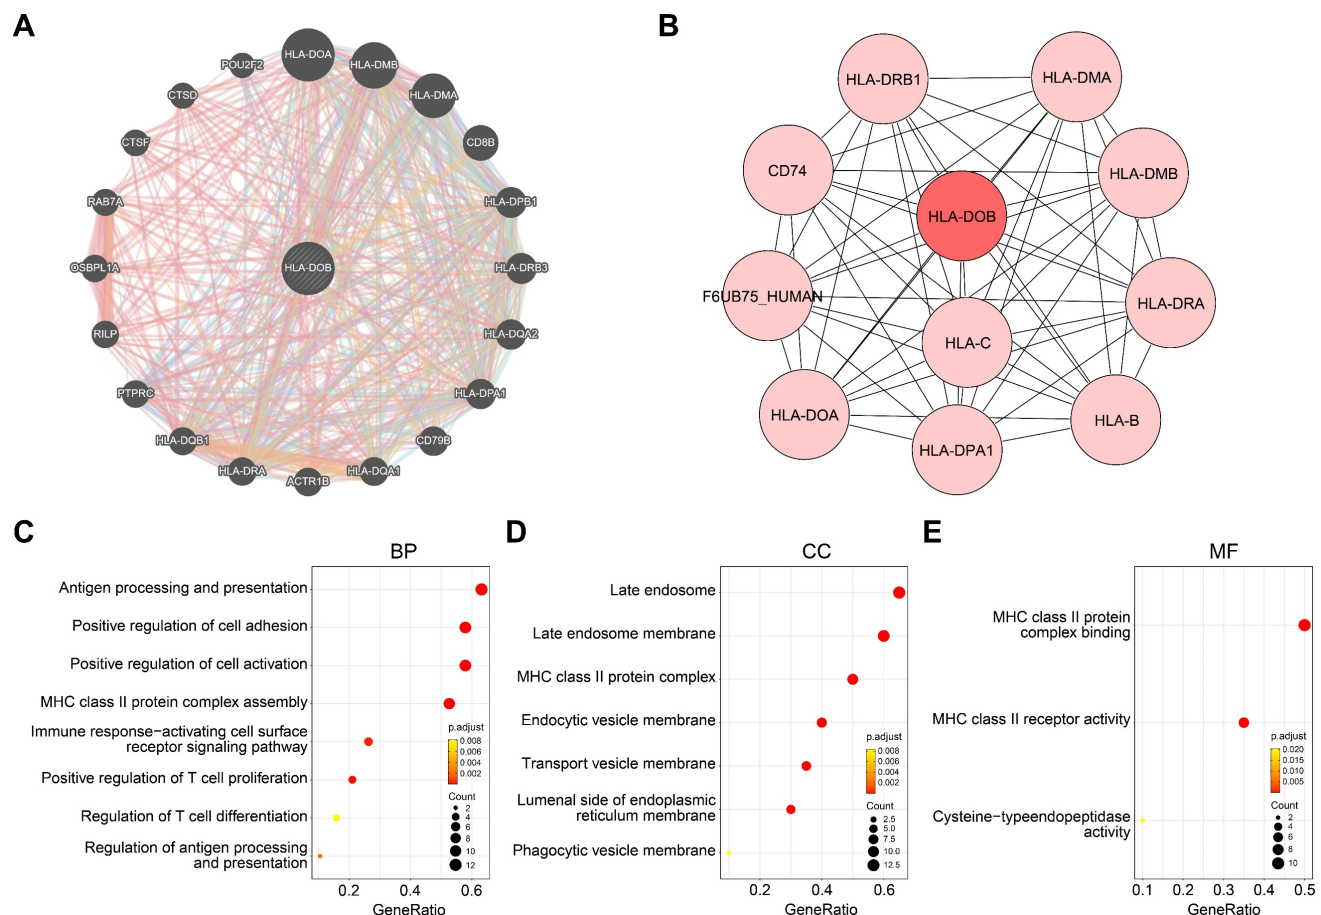 A
HLA-DOA
HLA-DMB
HLA-DMA
CD8B
HLA-DPB1
HLA-DRB3
HLA-DQA2
HLA-DPA1
CD79B
HLA-DQA1
ACTR1B
HLA-DRA
HLA-DQB1
PTPRC
RILP
OSBPL1A
RAB7A
CTSF
CTSD
POU2F2
HLA-DOB
B
HLA-DRB1
HLA-DMA
CD74
HLA-DMB
HLA-DOB
F6UB75_HUMAN
HLA-DRA
HLA-C
HLA-DOA
HLA-B
HLA-DPA1
C
BP
Antigen processing and presentation
Positive regulation of cell adhesion
Positive regulation of cell activation
MHC class II protein complex assembly
Immune response−activating cell surface
receptor signaling pathway
Positive regulation of T cell proliferation
Regulation of T cell differentiation
Regulation of antigen processing
and presentation
p.adjust
0.008
0.006
0.004
0.002
Count
2
4
6
8
10
12
0.2 0.4 0.6
GeneRatio
D
CC
Late endosome
Late endosome membrane
MHC class II protein complex
Endocytic vesicle membrane
Transport vesicle membrane
Lumenal side of endoplasmic
reticulum membrane
Phagocytic vesicle membrane
p.adjust
0.008
0.006
0.004
0.002
Count
2.5
5.0
7.5
10.0
12.5
0.2 0.4 0.6
GeneRatio
E
MF
MHC class II protein
complex binding
MHC class II receptor activity
Cysteine−typeendopeptidase
activity
p.adjust
0.020
0.015
0.010
0.005
Count
2
4
6
8
10
0.1 0.2 0.3 0.4 0.5
GeneRatio